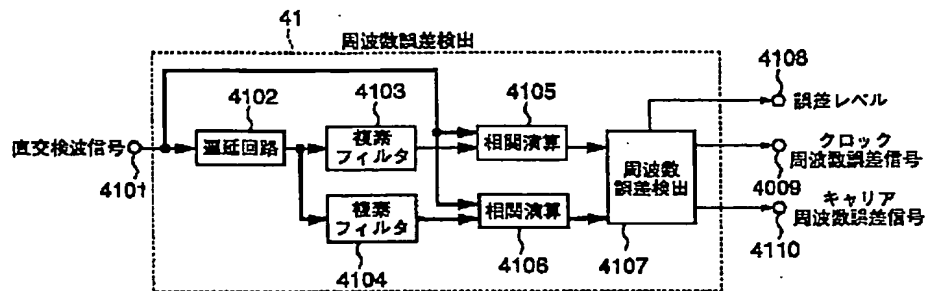 41
周波数誤差検出
4108
誤差レベル
4102
4103
4105
直交検波信号
4101
遅延回路
複素
フィルタ
相関演算
周波数
誤差検出
クロック
周波数誤差信号
4009
複素
フィルタ
相関演算
キャリア
周波数誤差信号
4110
4104
4106
4107